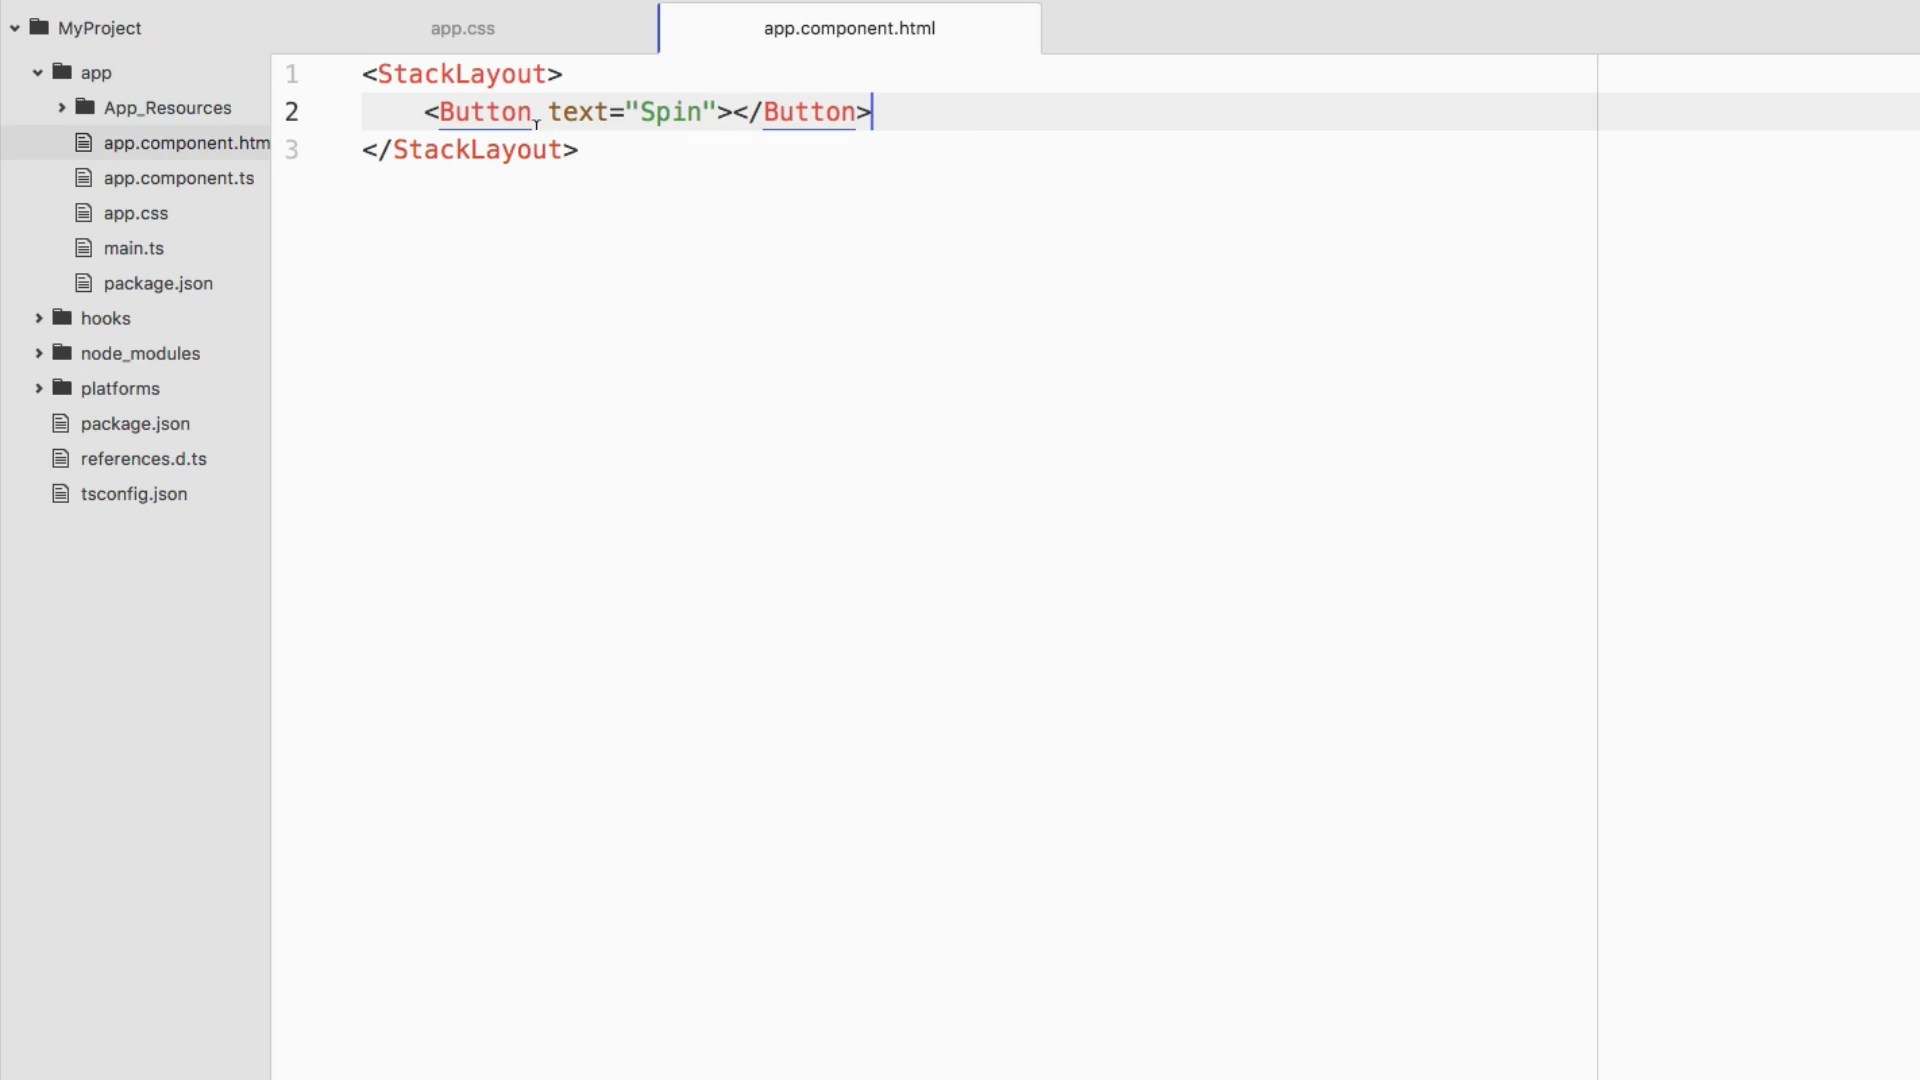 MyProject
app
App_Resources
app.component.htm
app.component.ts
app.css
main.ts
package.json
hooks
node_modules
platforms
package.json
references.d.ts
tsconfig.json
app.css
app.component.html
1 <StackLayout>
2 <Button text="Spin"></Button>
3 </StackLayout>